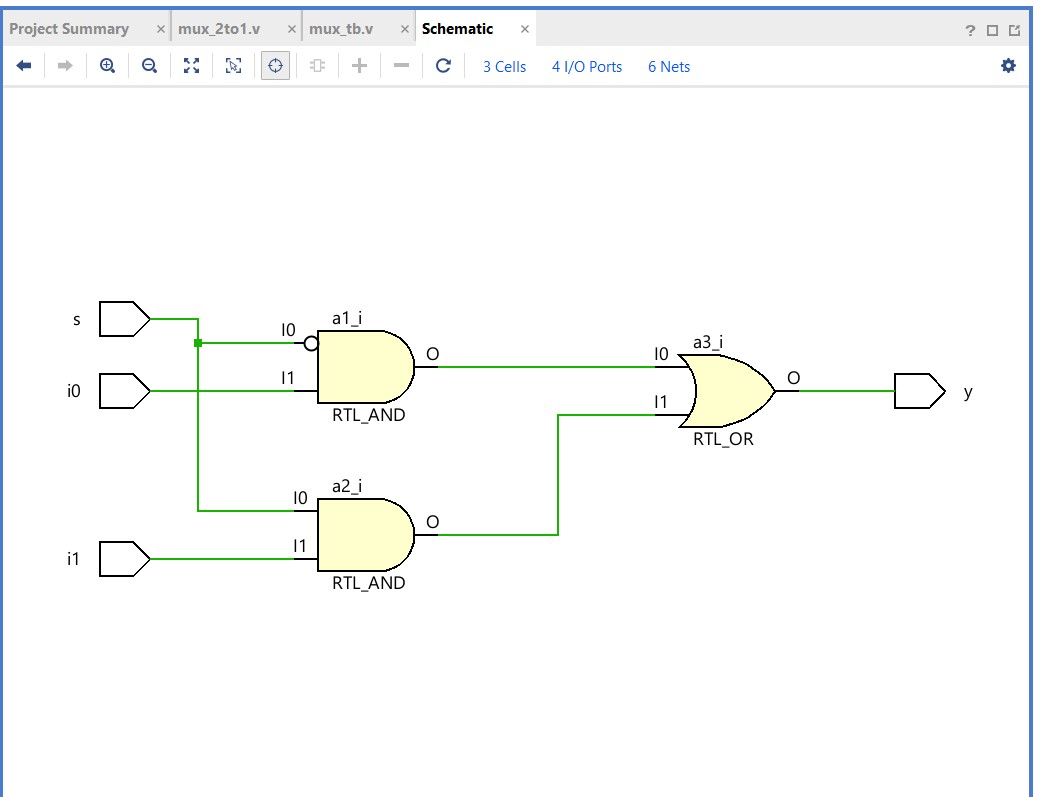 Project Summary × mux_2to1.v × mux_tb.v × Schematic × ?
3 Cells 4 I/O Ports 6 Nets
s
I0
a1_i
O
i0
I1
RTL_AND
I0
a3_i
O
I1
RTL_OR
y
I0
a2_i
O
i1
I1
RTL_AND